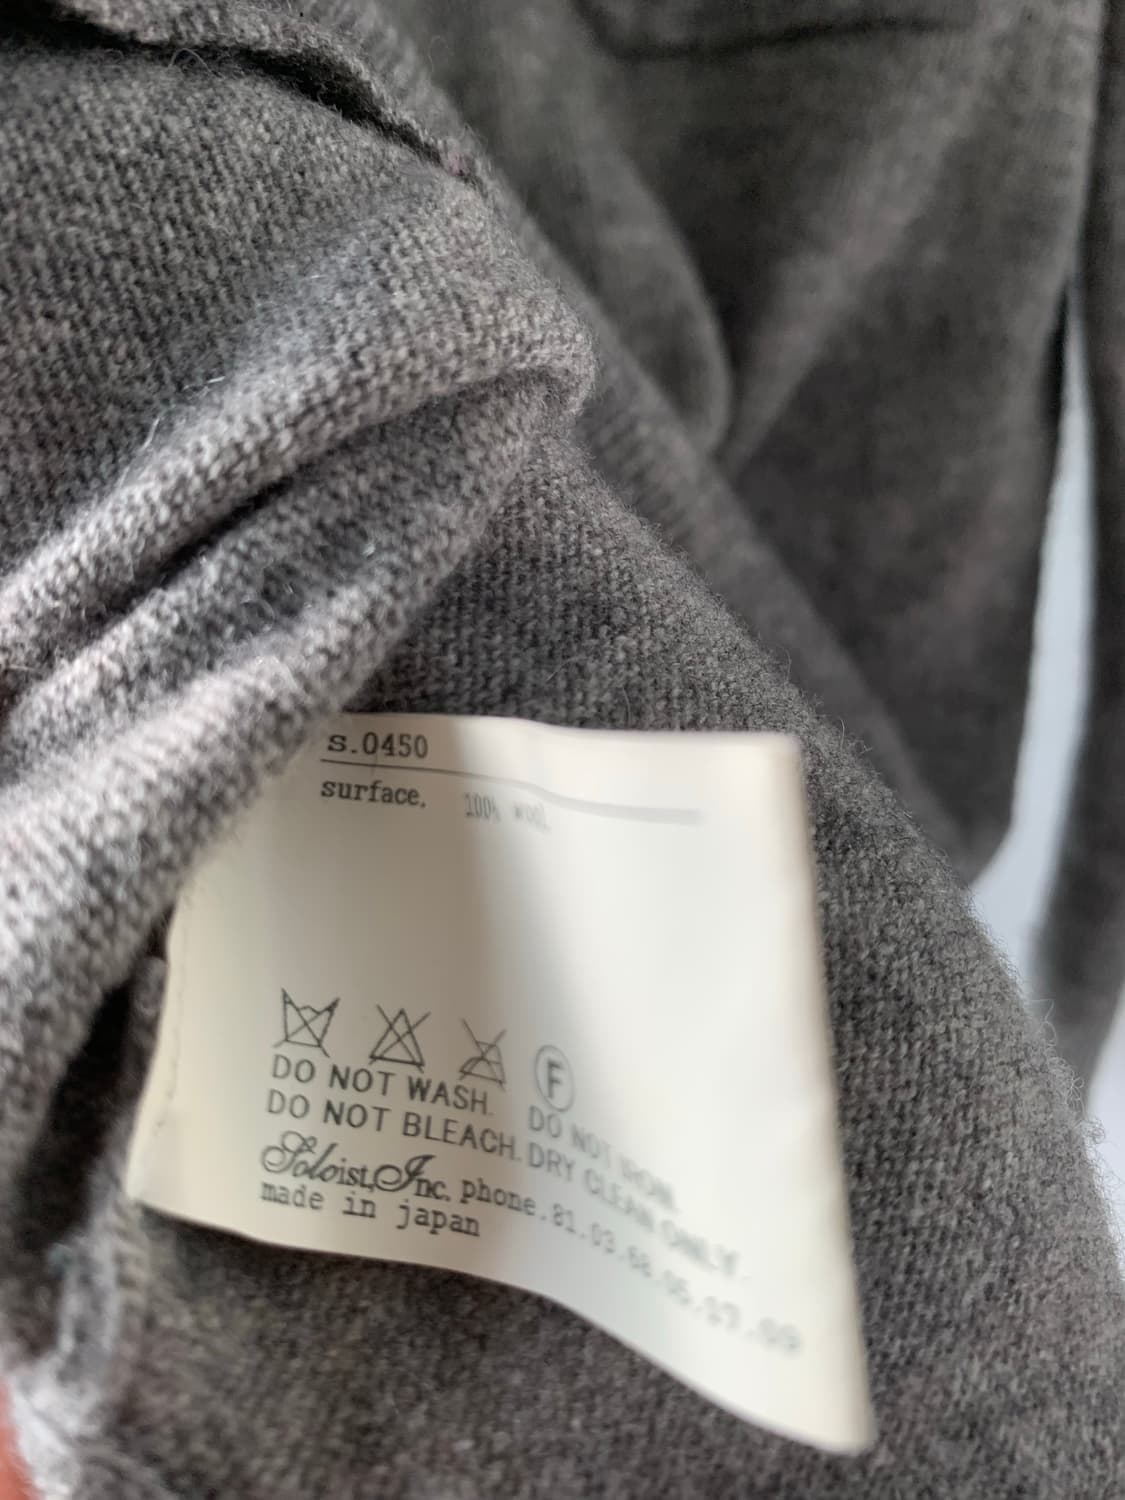 s.0450
surface. 100% wool.
F
DO NOT WASH. DO NOT IRON.
DO NOT BLEACH. DRY CLEAN ONLY.
Soloist, Inc. phone.81.03.68.05.17.09
made in japan